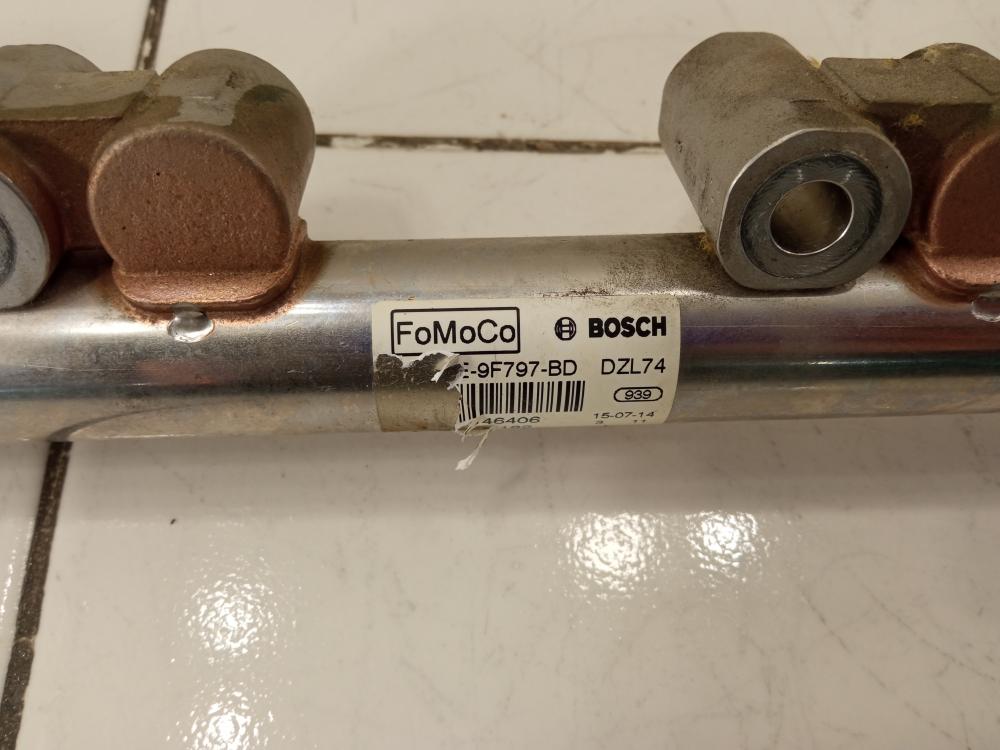 FoMoCo BOSCH
E-9F797-BD DZL74
939
46406 15-07-14